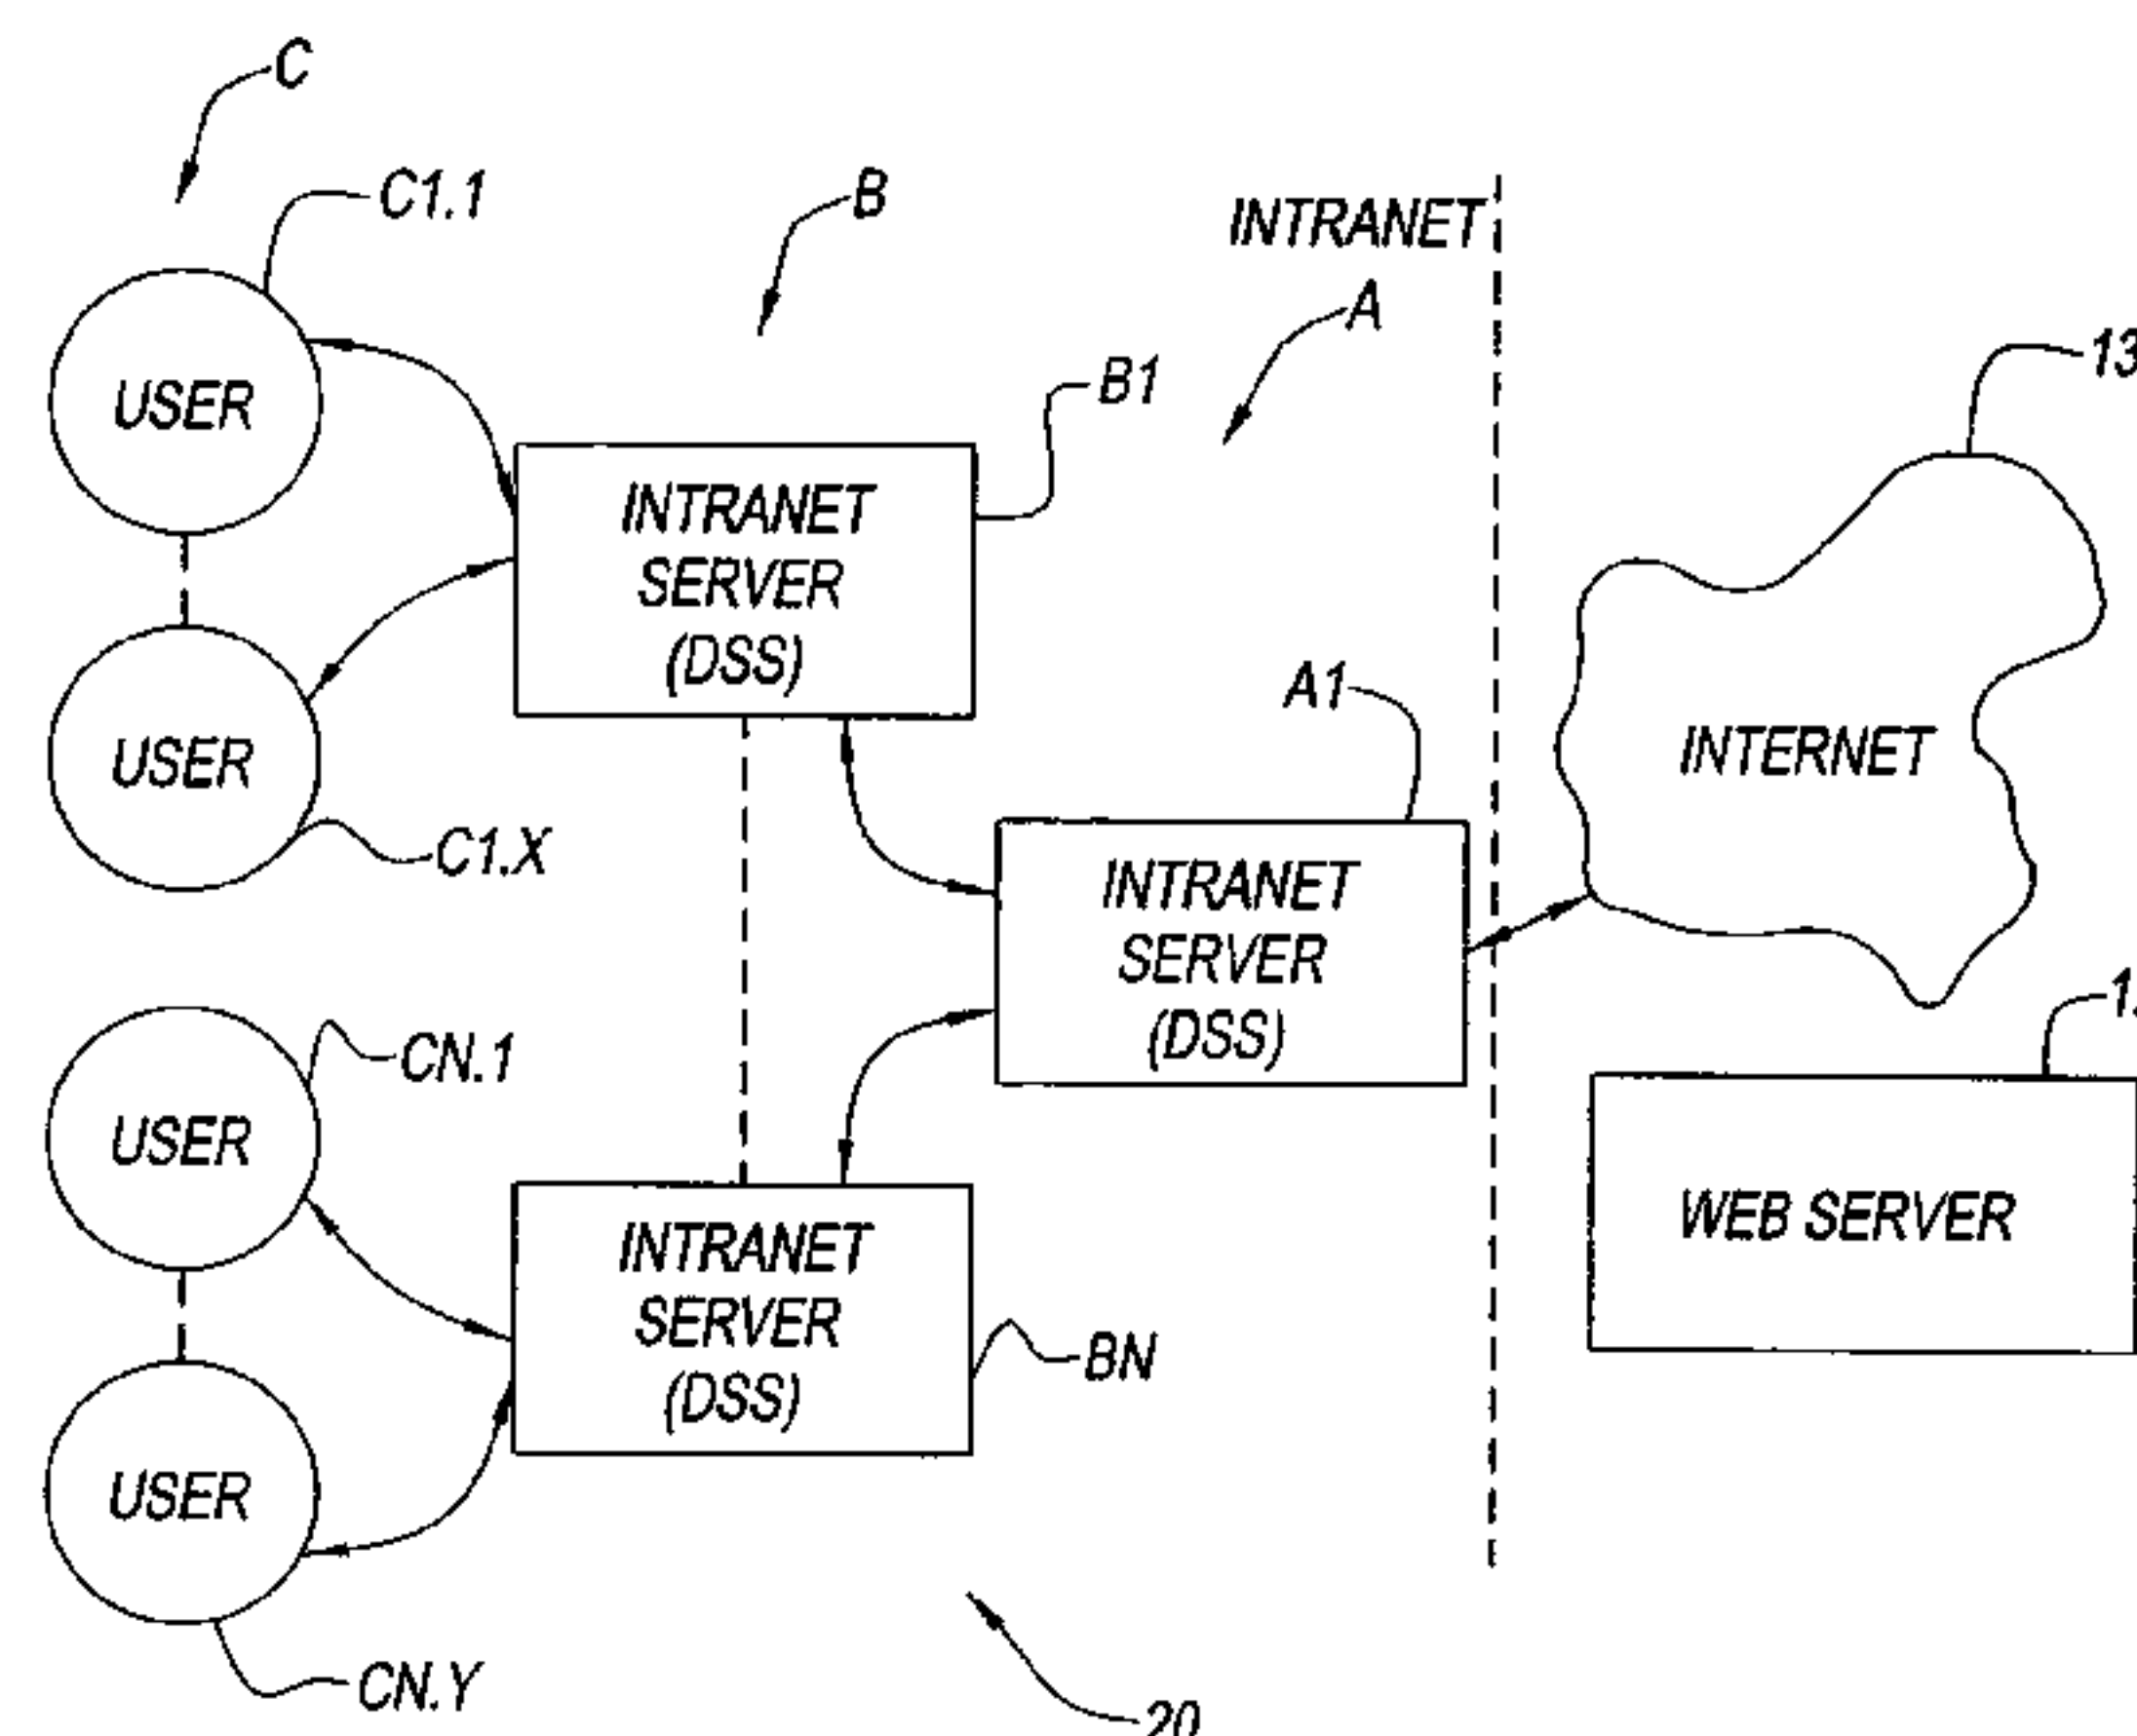 C
C1.1
B
INTRANET
A
13
USER
B1
INTRANET
SERVER
(DSS)
USER
A1
INTERNET
C1.X
INTRANET
SERVER
(DSS)
CN.1
USER
WEB SERVER
INTRANET
SERVER
(DSS)
BN
USER
CN.Y
20